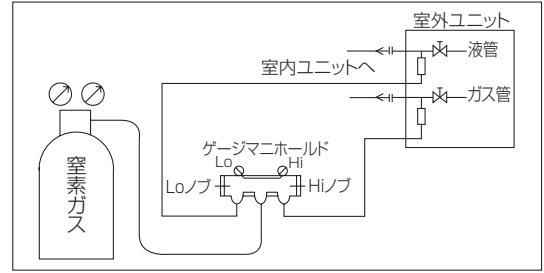 室外ユニット
液管
室内ユニットへ
ガス管
ゲージマニホールド
Lo
Hi
Loノブ
Hiノブ
窒素ガス